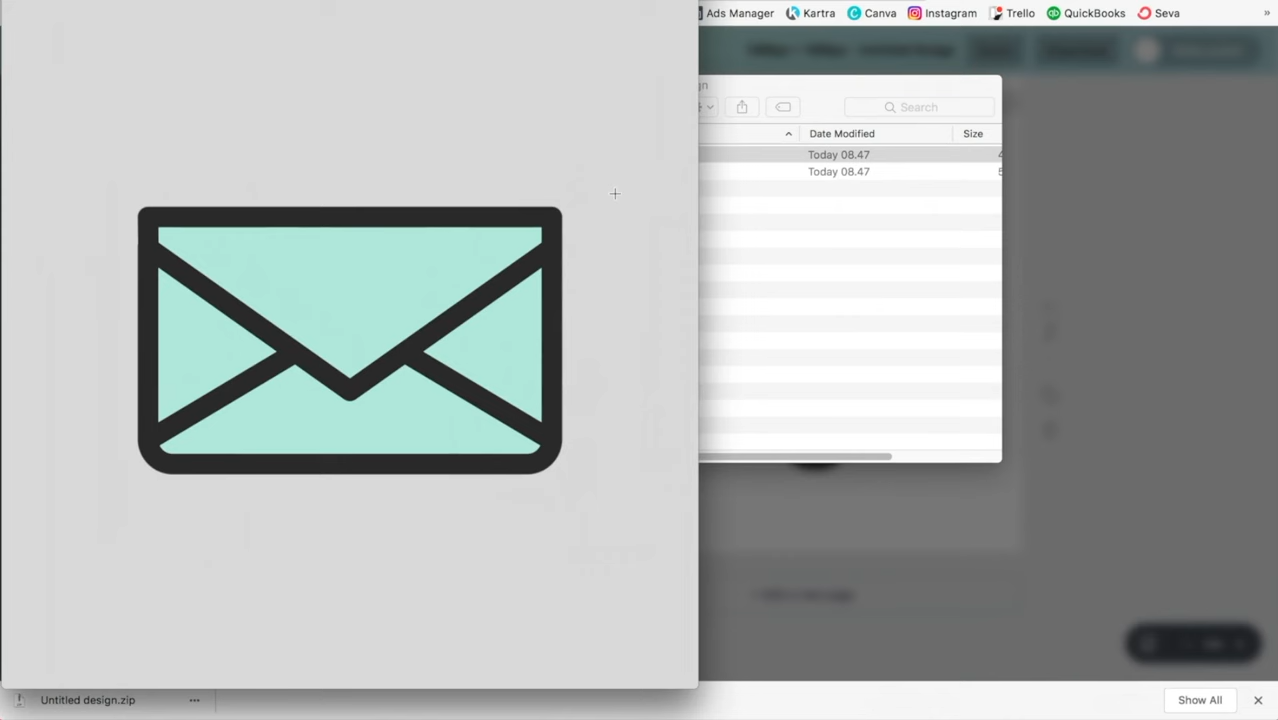 Ads Manager Kartra Canva Instagram Trello QuickBooks Seva »
gn
Search
Date Modified Size
Today 08.47
Today 08.47
Untitled design.zip
Show All